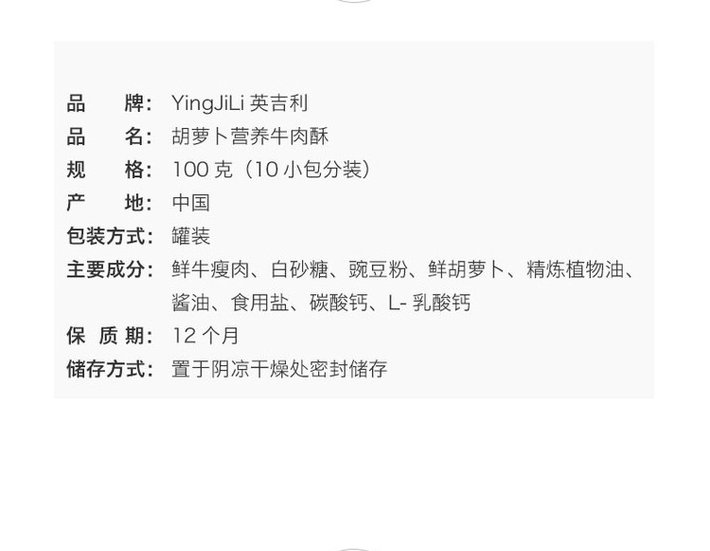 品 牌： YingJiLi 英吉利
品 名： 胡萝卜营养牛肉酥
规 格： 100 克（10 小包分装）
产 地： 中国
包装方式： 罐装
主要成分： 鲜牛瘦肉、白砂糖、豌豆粉、鲜胡萝卜、精炼植物油、
酱油、食用盐、碳酸钙、L- 乳酸钙
保 质 期： 12 个月
储存方式： 置于阴凉干燥处密封储存